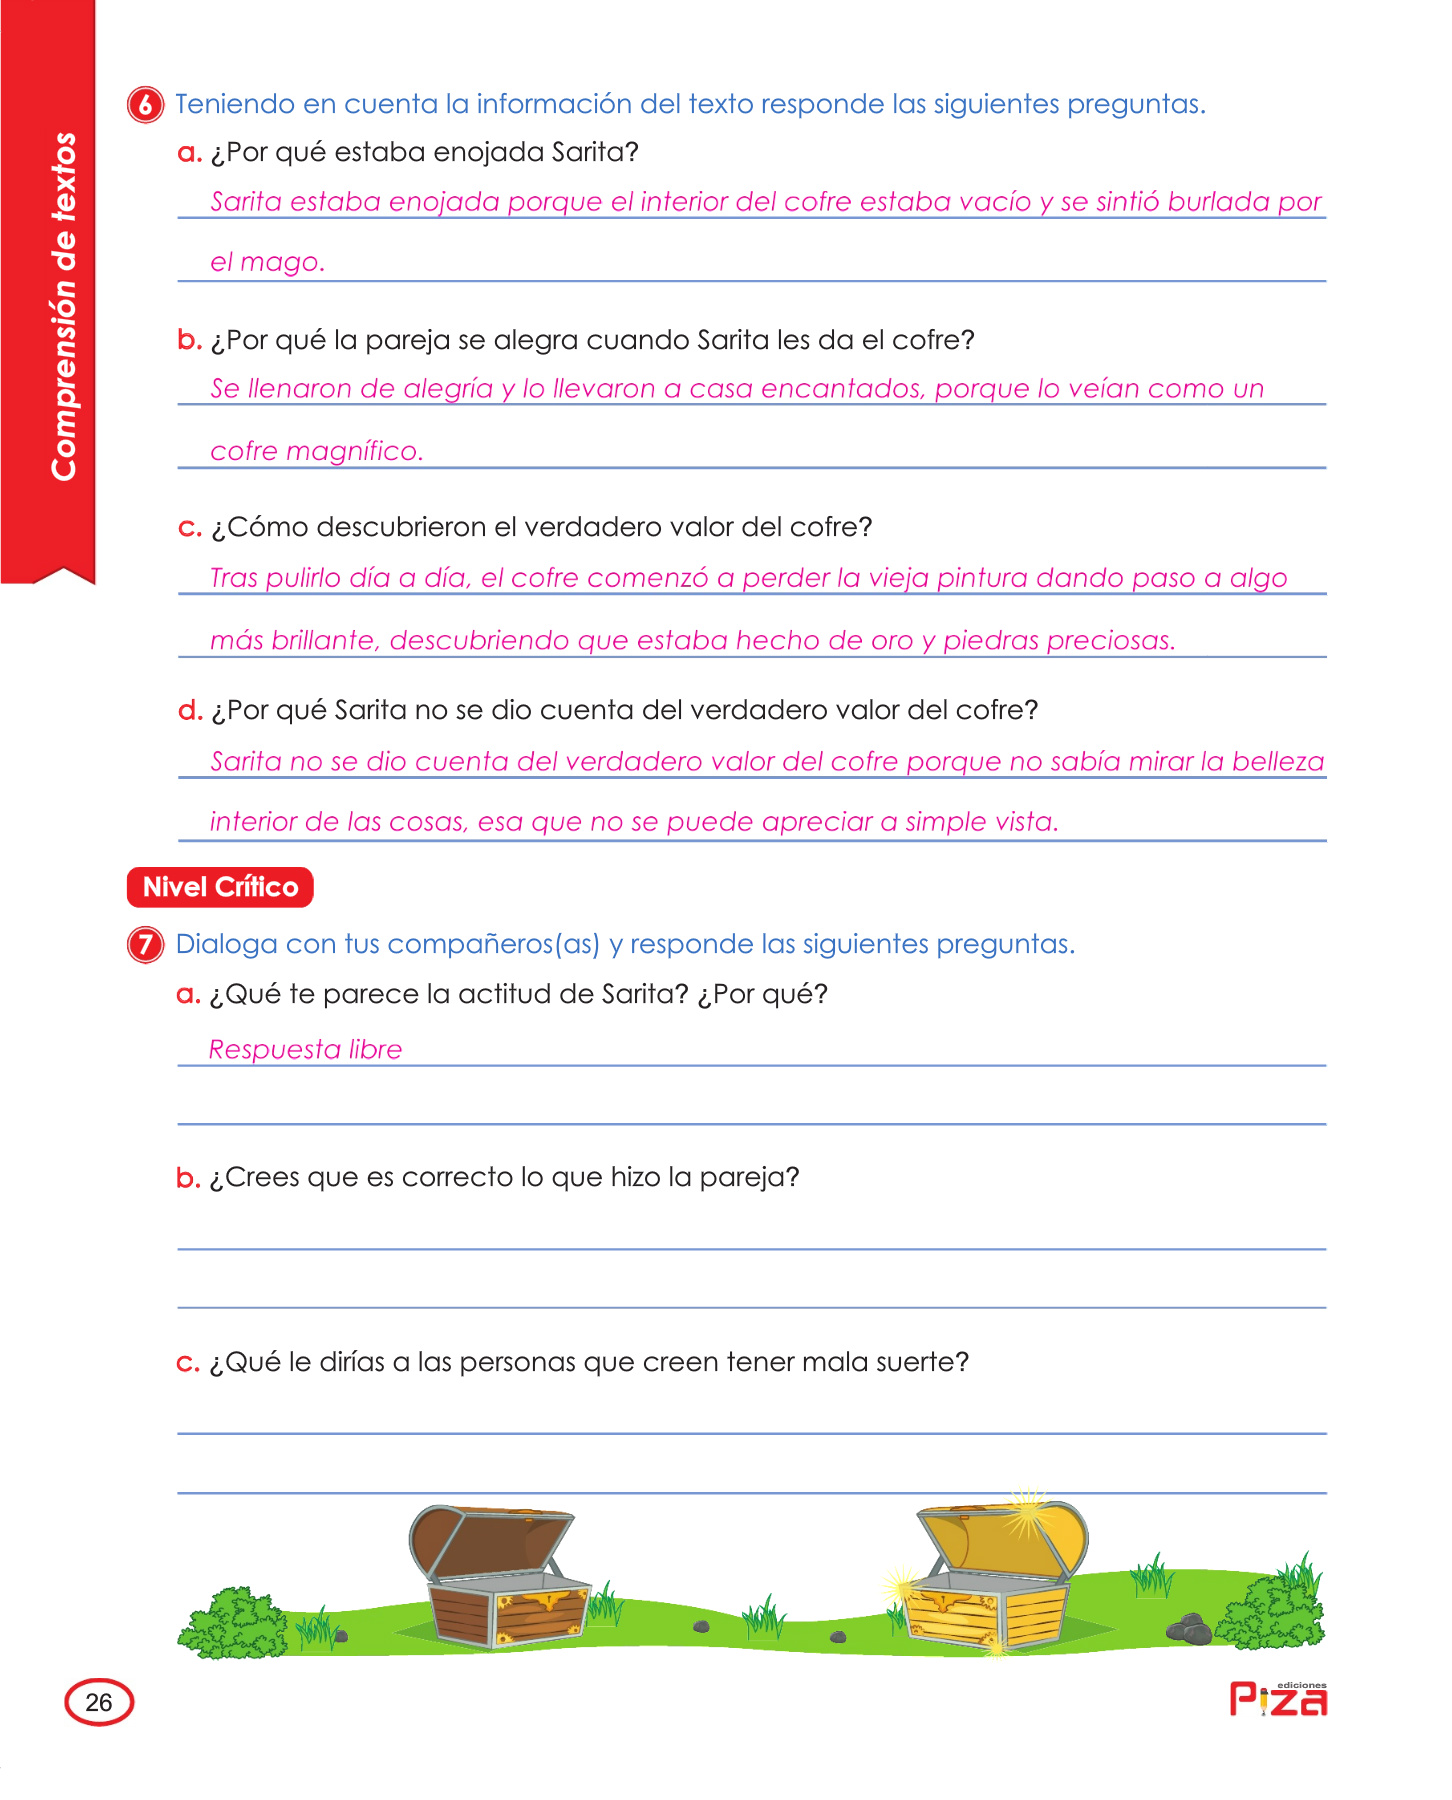 Comprensión de textos
6 Teniendo en cuenta la información del texto responde las siguientes preguntas.
a. ¿Por qué estaba enojada Sarita?
Sarita estaba enojada porque el interior del cofre estaba vacío y se sintió burlada por
el mago.
b. ¿Por qué la pareja se alegra cuando Sarita les da el cofre?
Se llenaron de alegría y lo llevaron a casa encantados, porque lo veían como un
cofre magnífico.
c. ¿Cómo descubrieron el verdadero valor del cofre?
Tras pulirlo día a día, el cofre comenzó a perder la vieja pintura dando paso a algo
más brillante, descubriendo que estaba hecho de oro y piedras preciosas.
d. ¿Por qué Sarita no se dio cuenta del verdadero valor del cofre?
Sarita no se dio cuenta del verdadero valor del cofre porque no sabía mirar la belleza
interior de las cosas, esa que no se puede apreciar a simple vista.
Nivel Crítico
7 Dialoga con tus compañeros(as) y responde las siguientes preguntas.
a. ¿Qué te parece la actitud de Sarita? ¿Por qué?
Respuesta libre
b. ¿Crees que es correcto lo que hizo la pareja?
c. ¿Qué le dirías a las personas que creen tener mala suerte?
26
ediciones
Piza